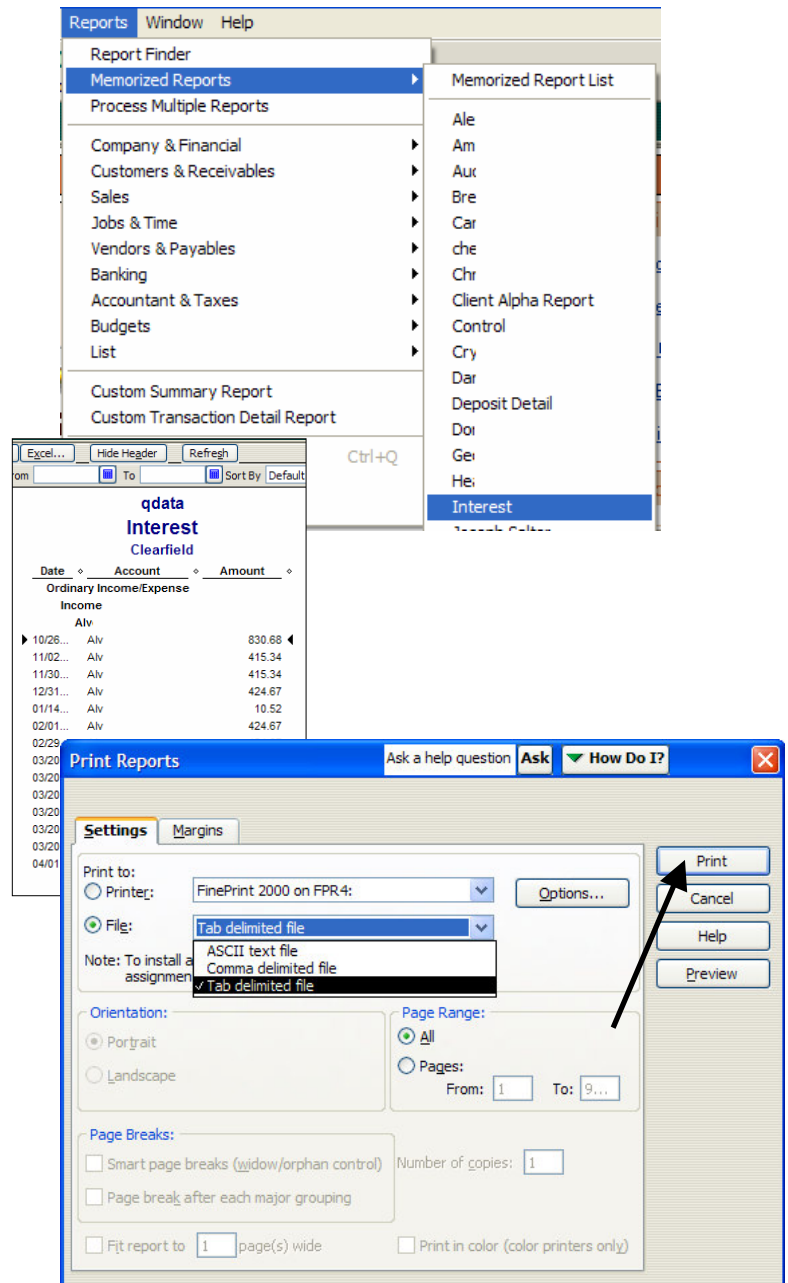 Reports Window Help
Report Finder
Memorized Reports
Process Multiple Reports
Company & Financial
Customers & Receivables
Sales
Jobs & Time
Vendors & Payables
Banking
Accountant & Taxes
Budgets
List
Custom Summary Report
Custom Transaction Detail Report
Ctrl+Q
Memorized Report List
Ale
Am
Auc
Bre
Car
che
Chr
Client Alpha Report
Control
Cry
Dar
Deposit Detail
Dor
Geo
Hea
Interest
Excel... Hide Header Refresh
om To Sort By Default
qdata
Interest
Clearfield
Date Account Amount
Ordinary Income/Expense
Income
Alv
10/26... Alv 830.68
11/02... Alv 415.34
11/30... Alv 415.34
12/31... Alv 424.67
01/14... Alv 10.52
02/01... Alv 424.67
02/29
03/20
03/20
03/20
03/20
03/20
03/20
04/01
Print Reports Ask a help question Ask How Do I?
Settings Margins
Print to:
Printer: FinePrint 2000 on FPR4: Options...
File: Tab delimited file
ASCII text file
Comma delimited file
Tab delimited file
Note: To install a
assignmen
Print
Cancel
Help
Preview
Orientation:
Portrait
Landscape
Page Range:
All
Pages:
From: 1 To: 9...
Page Breaks:
Smart page breaks (widow/orphan control)
Page break after each major grouping
Number of copies: 1
Fit report to 1 page(s) wide
Print in color (color printers only)